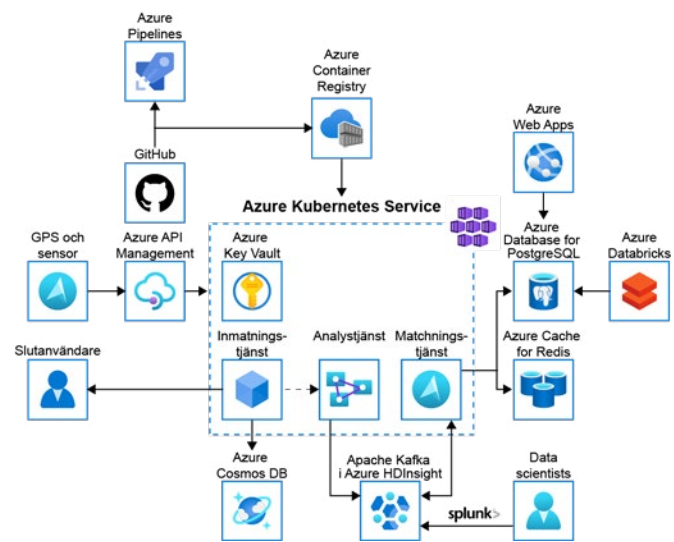 Azure
Pipelines
Azure
Container
Registry
Azure
Web Apps
GitHub
Azure Kubernetes Service
GPS och
sensor
Azure API
Management
Azure
Key Vault
Azure
Database for
PostgreSQL
Azure
Databricks
Slutanvändare
Inmatnings-
tjänst
Analystjänst
Matchnings-
tjänst
Azure Cache
for Redis
Azure
Cosmos DB
Apache Kafka
i Azure HDInsight
splunk>
Data
scientists